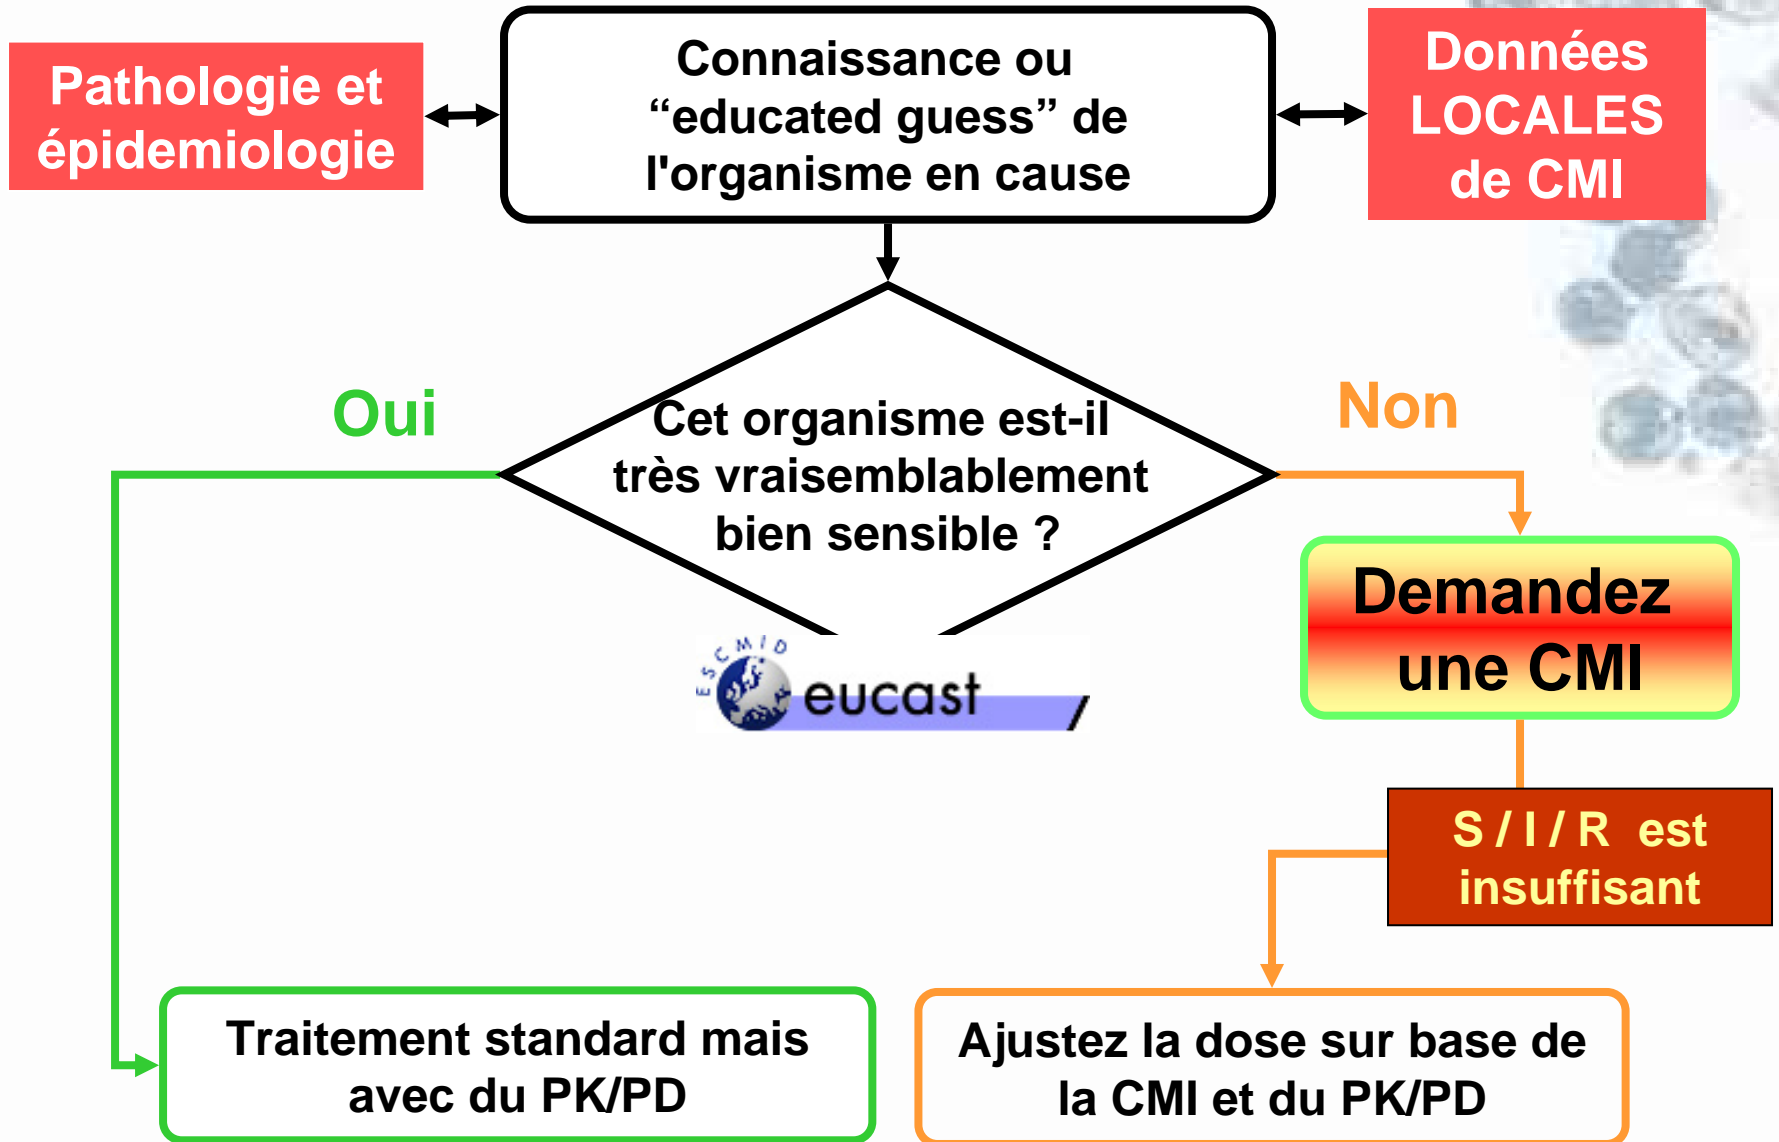 Pathologie et
épidemiologie
Connaissance ou
“educated guess” de
l'organisme en cause
Données
LOCALES
de CMI
Oui
Cet organisme est-il
très vraisemblablement
bien sensible ?
Non
ESCMID
eucast
Demandez
une CMI
S / I / R est
insuffisant
Traitement standard mais
avec du PK/PD
Ajustez la dose sur base de
la CMI et du PK/PD